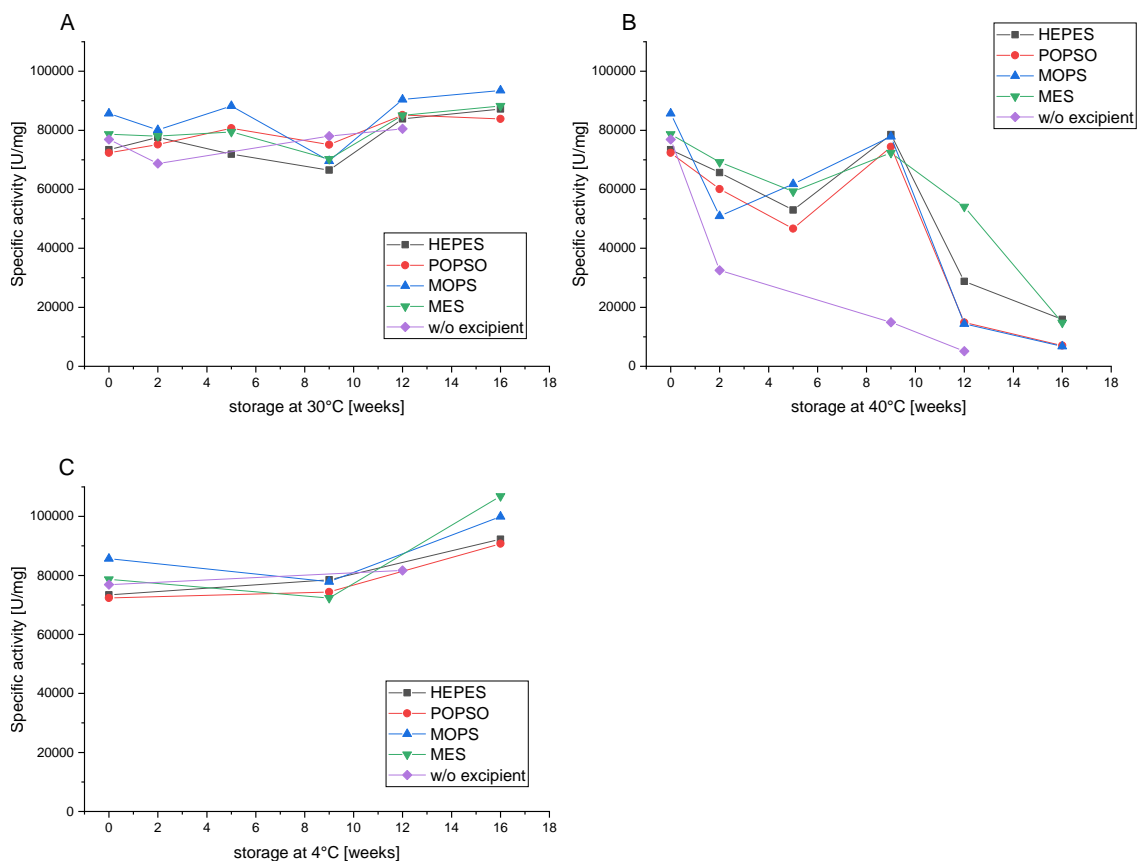 A
Specific activity [U/mg]
100000
80000
60000
40000
20000
0
0 2 4 6 8 10 12 14 16 18
storage at 30°C [weeks]
HEPES
POPSO
MOPS
MES
w/o excipient
B
Specific activity [U/mg]
100000
80000
60000
40000
20000
0
0 2 4 6 8 10 12 14 16 18
storage at 40°C [weeks]
HEPES
POPSO
MOPS
MES
w/o excipient
C
Specific activity [U/mg]
100000
80000
60000
40000
20000
0
0 2 4 6 8 10 12 14 16 18
storage at 4°C [weeks]
HEPES
POPSO
MOPS
MES
w/o excipient